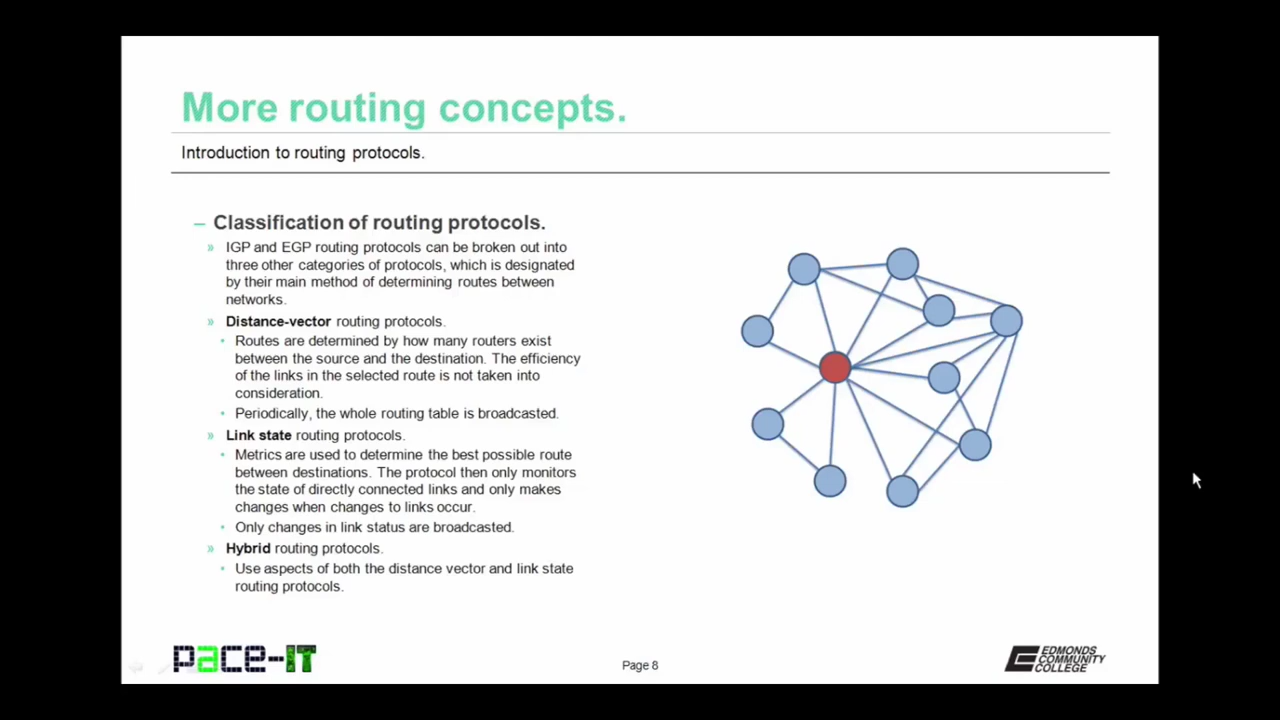 More routing concepts.
Introduction to routing protocols.
– Classification of routing protocols.
» IGP and EGP routing protocols can be broken out into
three other categories of protocols, which is designated
by their main method of determining routes between
networks.
» Distance-vector routing protocols.
• Routes are determined by how many routers exist
between the source and the destination. The efficiency
of the links in the selected route is not taken into
consideration.
• Periodically, the whole routing table is broadcasted.
» Link state routing protocols.
• Metrics are used to determine the best possible route
between destinations. The protocol then only monitors
the state of directly connected links and only makes
changes when changes to links occur.
• Only changes in link status are broadcasted.
» Hybrid routing protocols.
• Use aspects of both the distance vector and link state
routing protocols.
pace-IT
Page 8
EDMONDS
COMMUNITY
COLLEGE